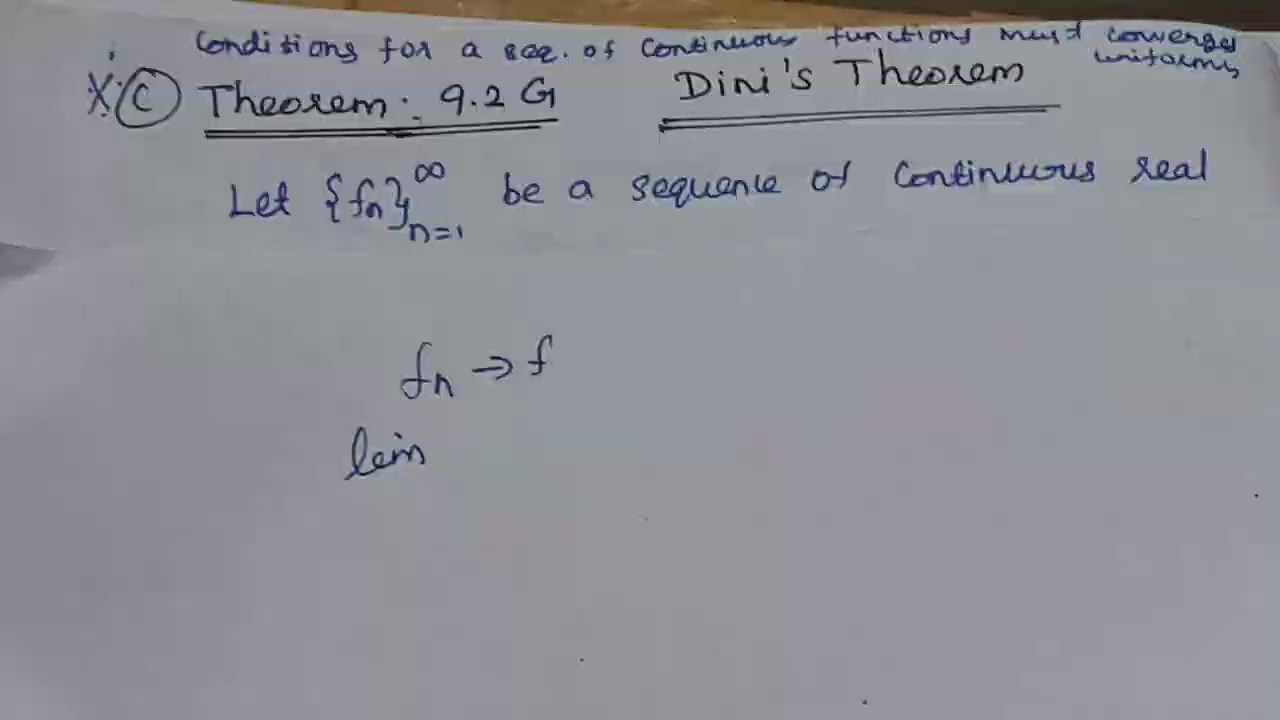 Conditions for a seq. of Continuous functions must converges uniformly
X: (C) Theorem: 9.2 G Dini's Theorem
Let {fn}∞n=1 be a sequence of Continuous real
fn → f
lim